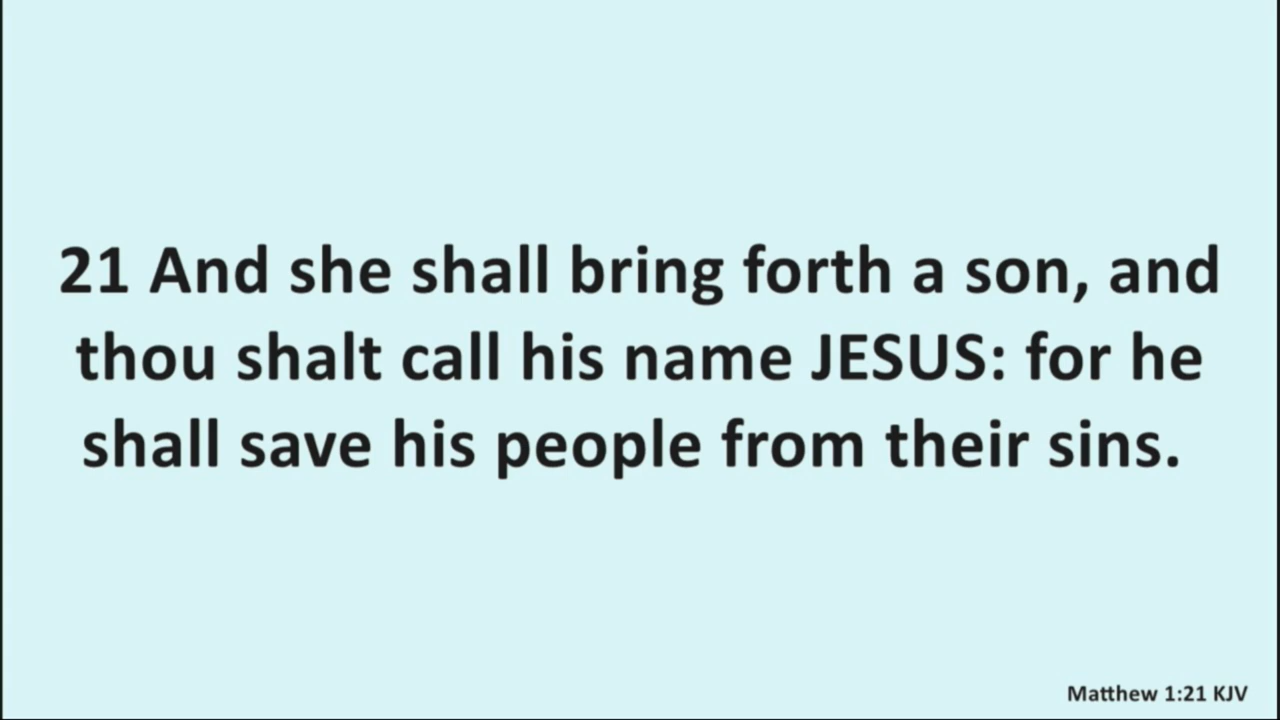 21 And she shall bring forth a son, and
thou shalt call his name JESUS: for he
shall save his people from their sins.
Matthew 1:21 KJV